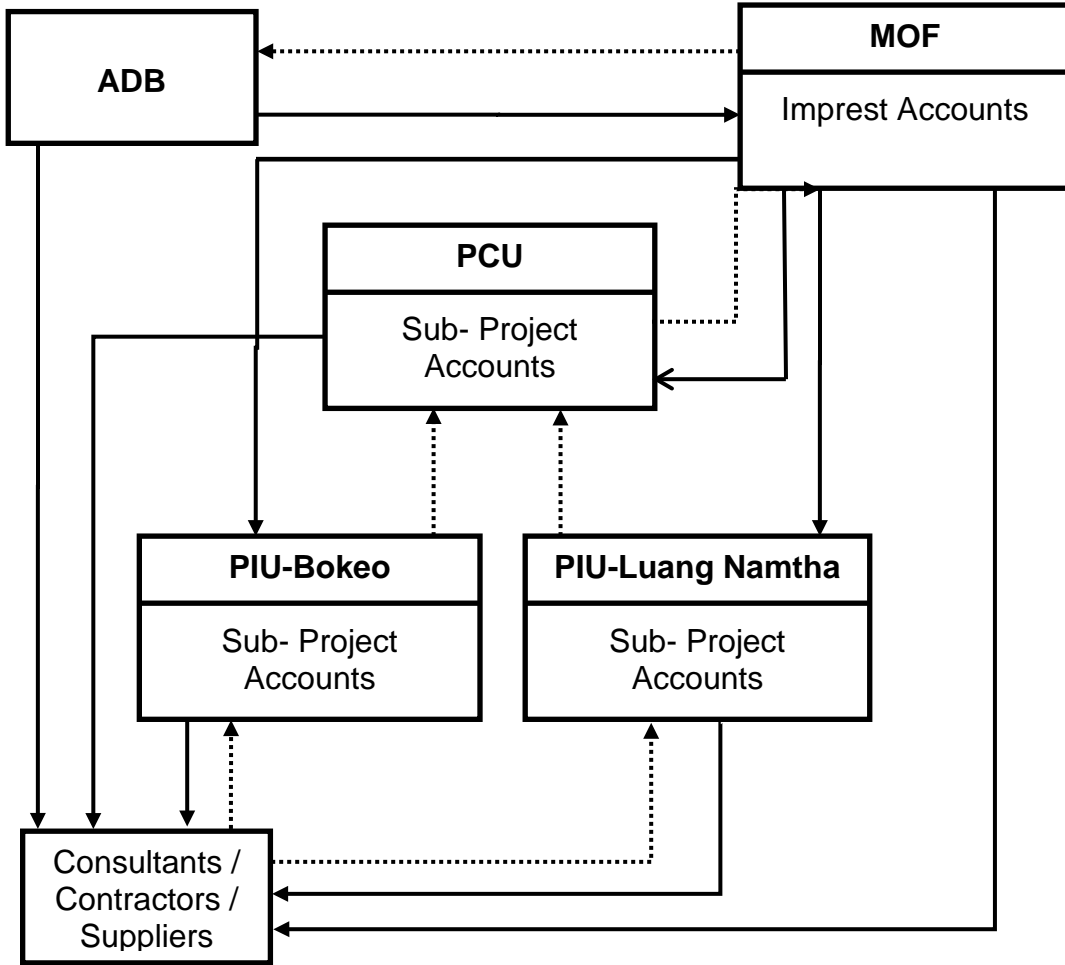 ADB
MOF
Imprest Accounts
PCU
Sub- Project
Accounts
PIU-Bokeo
Sub- Project
Accounts
PIU-Luang Namtha
Sub- Project
Accounts
Consultants /
Contractors /
Suppliers